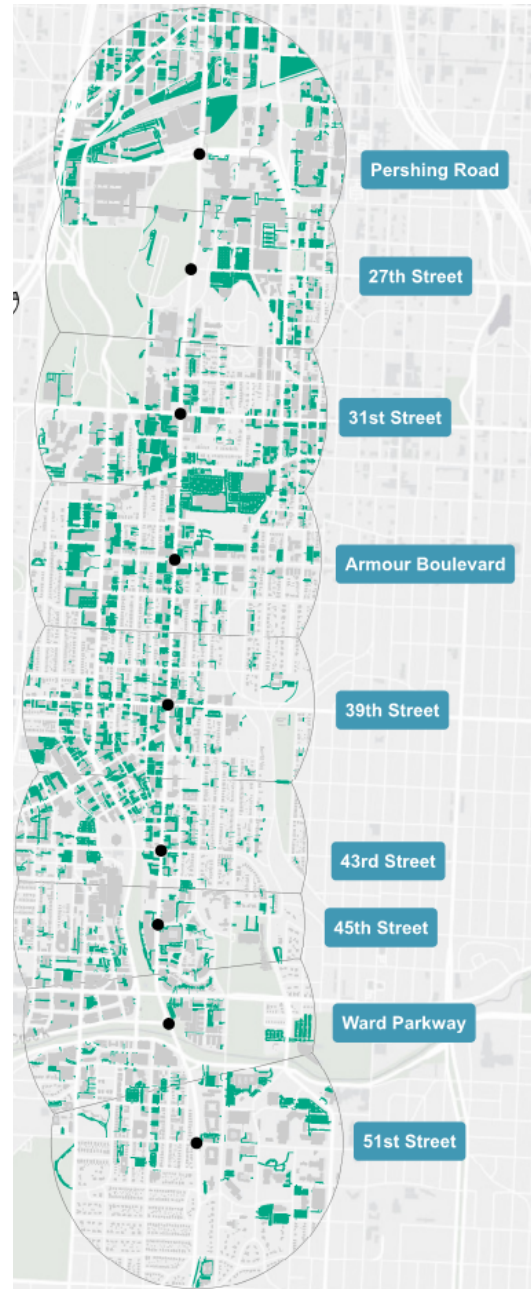 Pershing Road
27th Street
31st Street
Armour Boulevard
39th Street
43rd Street
45th Street
Ward Parkway
51st Street